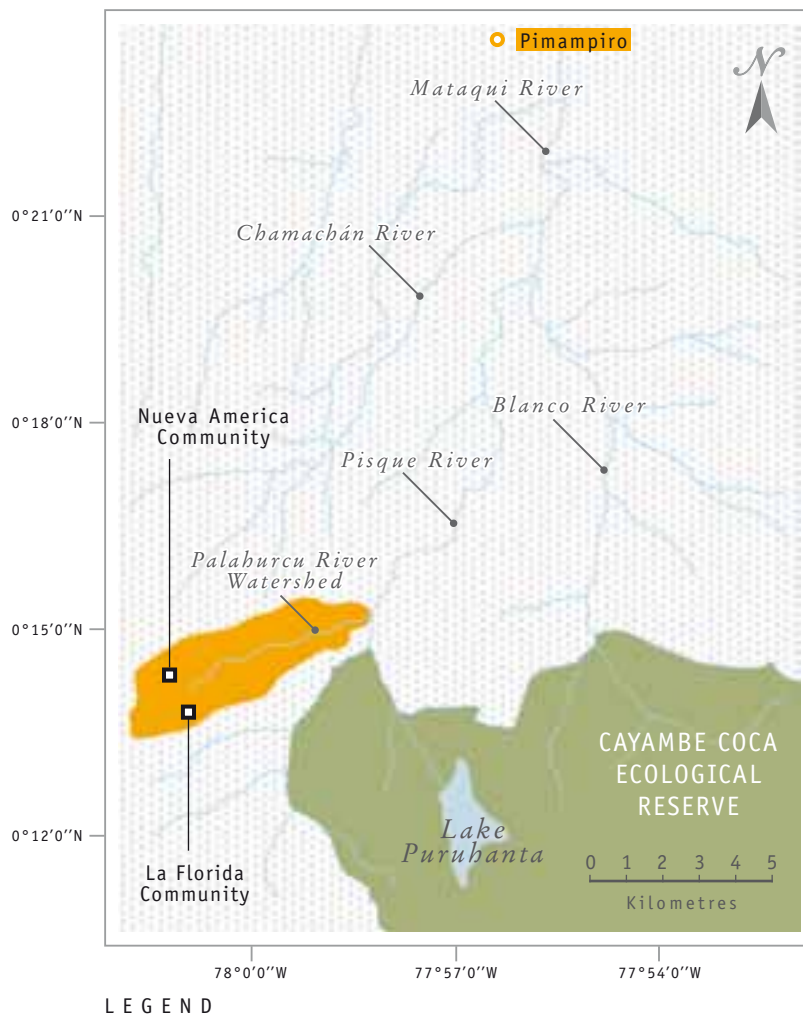 Pimampiro
N
Mataqui River
0°21'0''N
Chamachán River
0°18'0''N
Nueva America
Community
Blanco River
Pisque River
Palahurcu River
Watershed
0°15'0''N
CAYAMBE COCA
ECOLOGICAL
RESERVE
Lake
Puruhanta
0°12'0''N
0 1 2 3 4 5
Kilometres
La Florida
Community
78°0'0''W 77°57'0''W 77°54'0''W
LEGEND